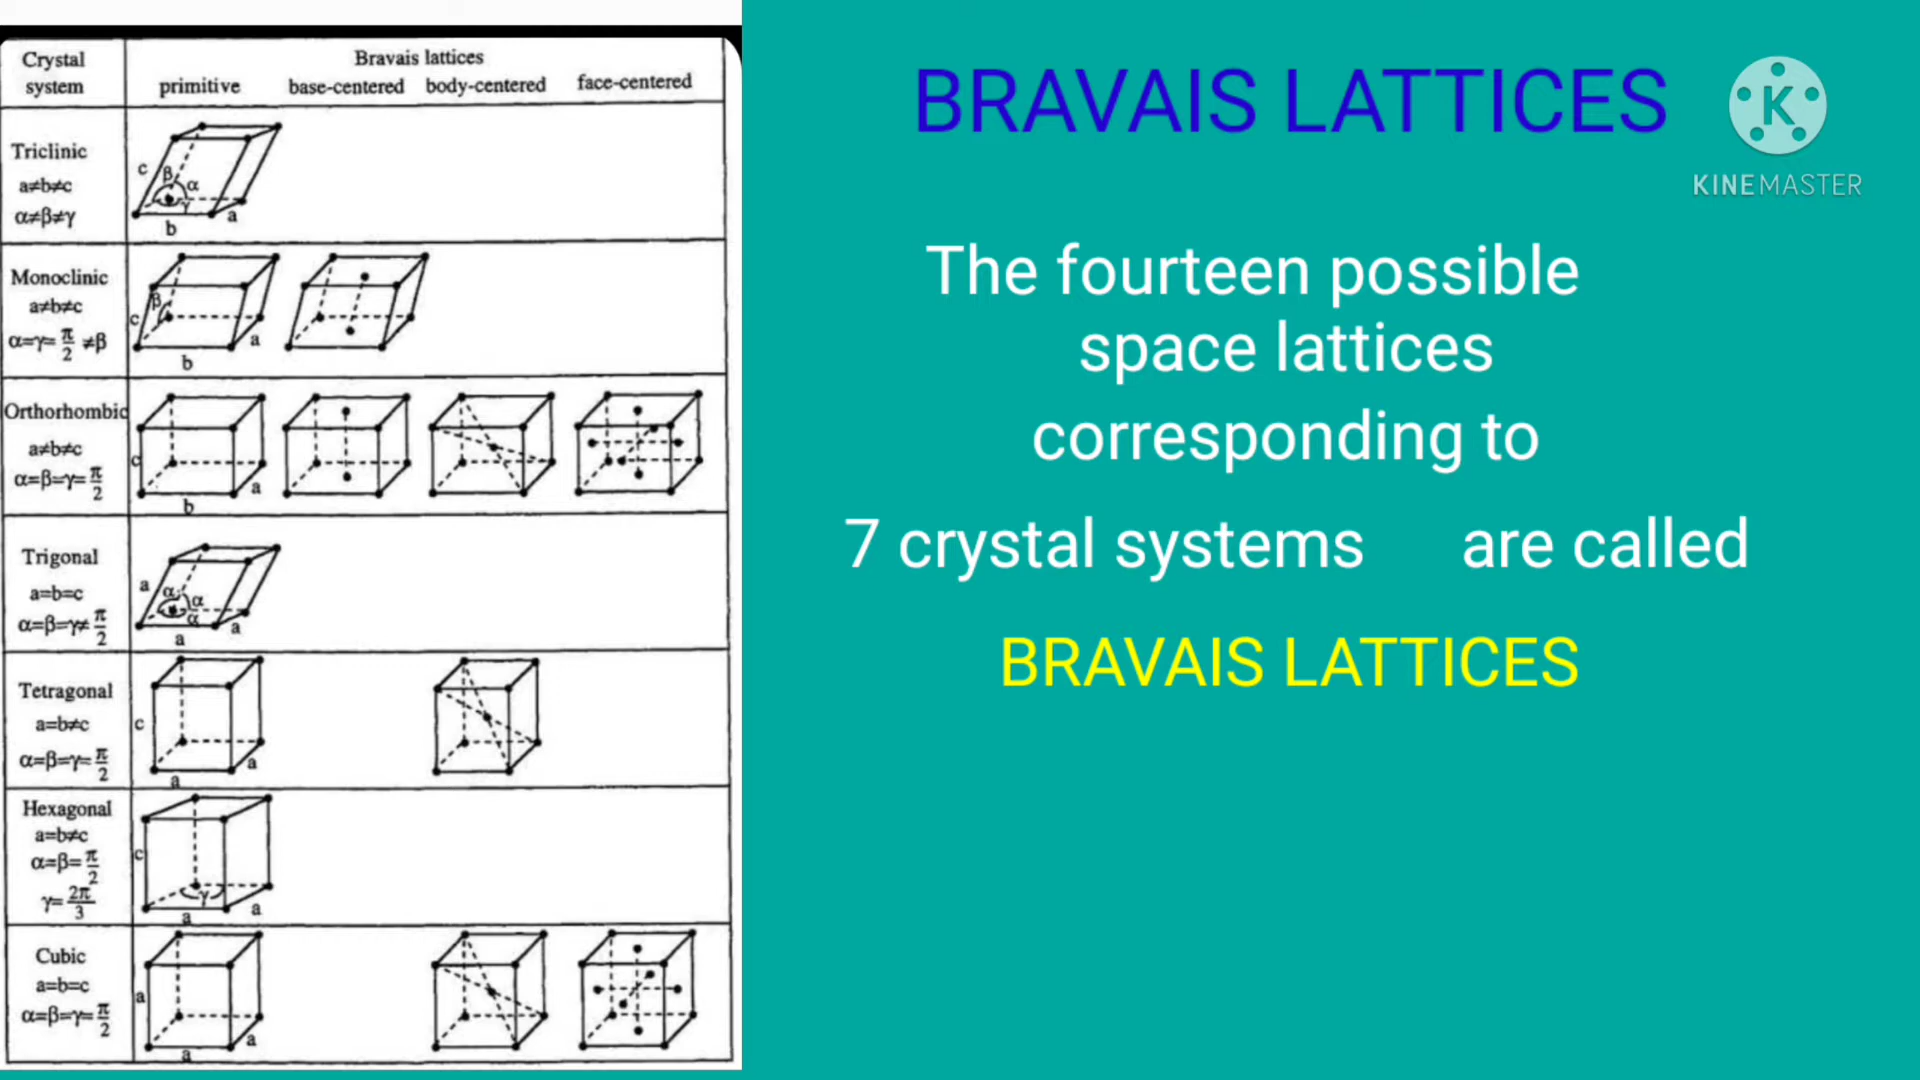 Crystal system
Bravais lattices
primitive base-centered body-centered face-centered
Triclinic
a≠b≠c
α≠β≠γ
c β α γ a b
Monoclinic
a≠b≠c
α=γ=π/2 ≠β
c β a b
Orthorhombic
a≠b≠c
α=β=γ=π/2
c a b
Trigonal
a=b=c
α=β=γ≠π/2
a α α α a a
Tetragonal
a=b≠c
α=β=γ=π/2
c a a
Hexagonal
a=b≠c
α=β=π/2
γ=2π/3
c γ a a
Cubic
a=b=c
α=β=γ=π/2
a a a
BRAVAIS LATTICES
K
KINEMASTER
The fourteen possible
space lattices
corresponding to
7 crystal systems are called
BRAVAIS LATTICES